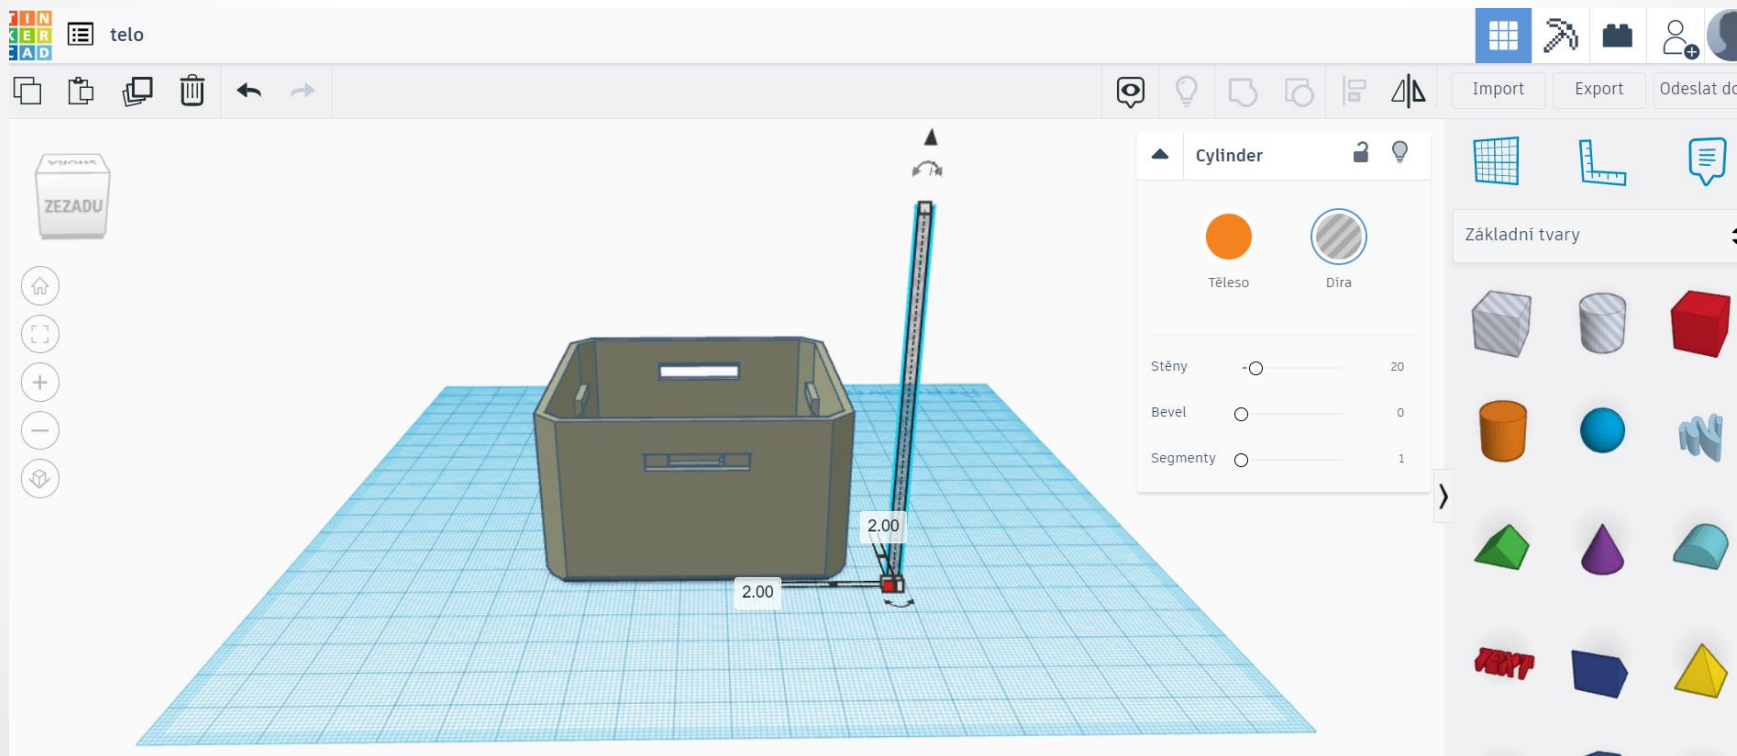 TIN
KER
CAD
telo
Import
Export
Odeslat do
ZEZADU
Cylinder
Těleso
Díra
Stěny
20
Bevel
0
Segmenty
1
Základní tvary
2.00
2.00
TEXT